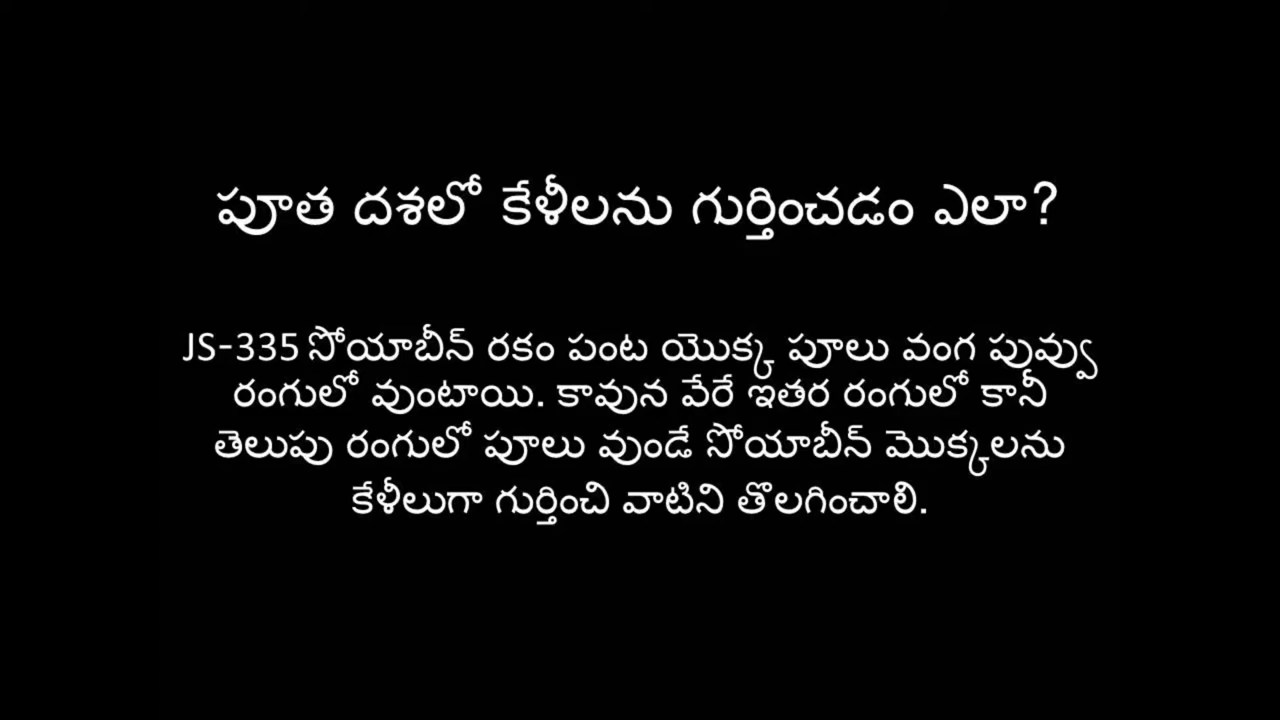 పూత దశలో కేళీలను గుర్తించడం ఎలా?
JS-335 సోయాబీన్ రకం పంట యొక్క పూలు వంగ పువ్వు
రంగులో వుంటాయి. కావున వేరే ఇతర రంగులో కానీ
తెలుపు రంగులో పూలు వుండే సోయాబీన్ మొక్కలను
కేళీలుగా గుర్తించి వాటిని తొలగించాలి.